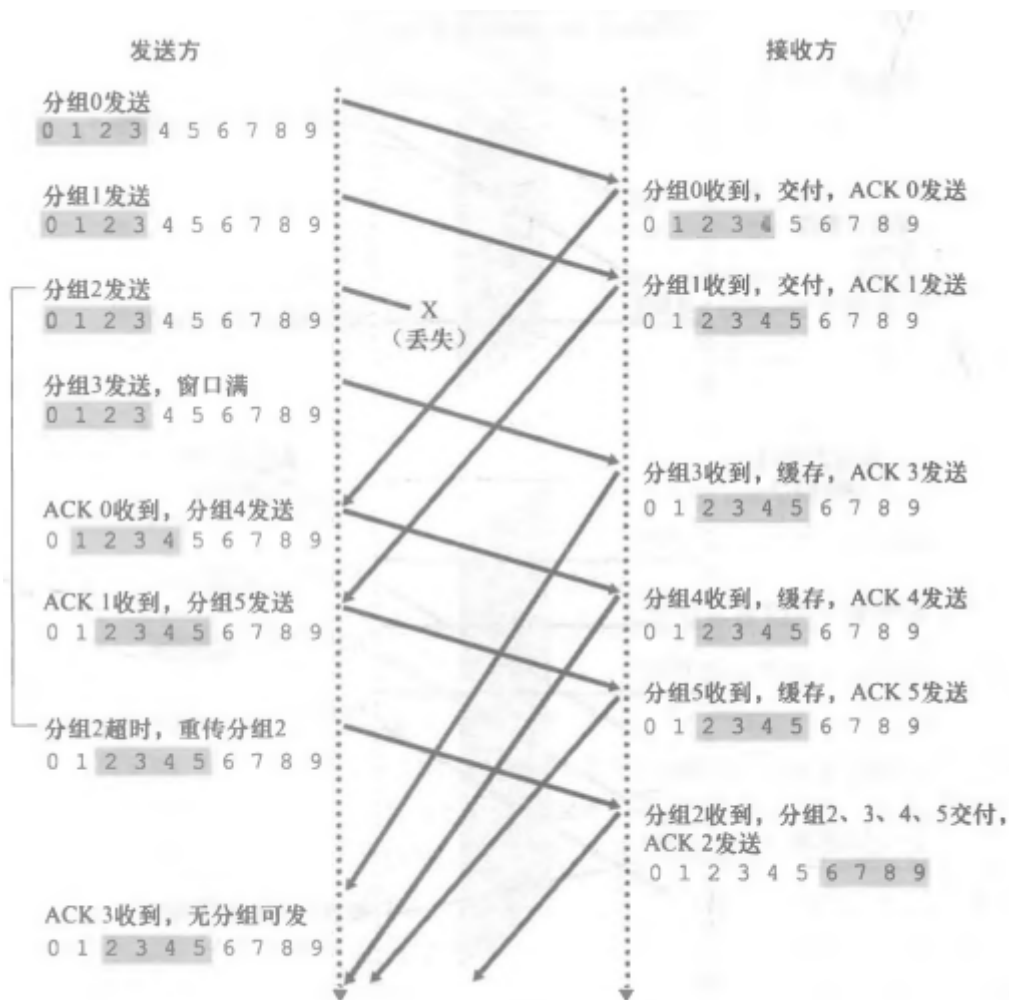 发送方
接收方
分组0发送
0 1 2 3 4 5 6 7 8 9
分组0收到，交付，ACK 0发送
0 1 2 3 4 5 6 7 8 9
分组1发送
0 1 2 3 4 5 6 7 8 9
分组1收到，交付，ACK 1发送
0 1 2 3 4 5 6 7 8 9
分组2发送
0 1 2 3 4 5 6 7 8 9
X
（丢失）
分组3发送，窗口满
0 1 2 3 4 5 6 7 8 9
分组3收到，缓存，ACK 3发送
0 1 2 3 4 5 6 7 8 9
ACK 0收到，分组4发送
0 1 2 3 4 5 6 7 8 9
分组4收到，缓存，ACK 4发送
0 1 2 3 4 5 6 7 8 9
ACK 1收到，分组5发送
0 1 2 3 4 5 6 7 8 9
分组5收到，缓存，ACK 5发送
0 1 2 3 4 5 6 7 8 9
分组2超时，重传分组2
0 1 2 3 4 5 6 7 8 9
分组2收到，分组2、3、4、5交付，
ACK 2发送
0 1 2 3 4 5 6 7 8 9
ACK 3收到，无分组可发
0 1 2 3 4 5 6 7 8 9